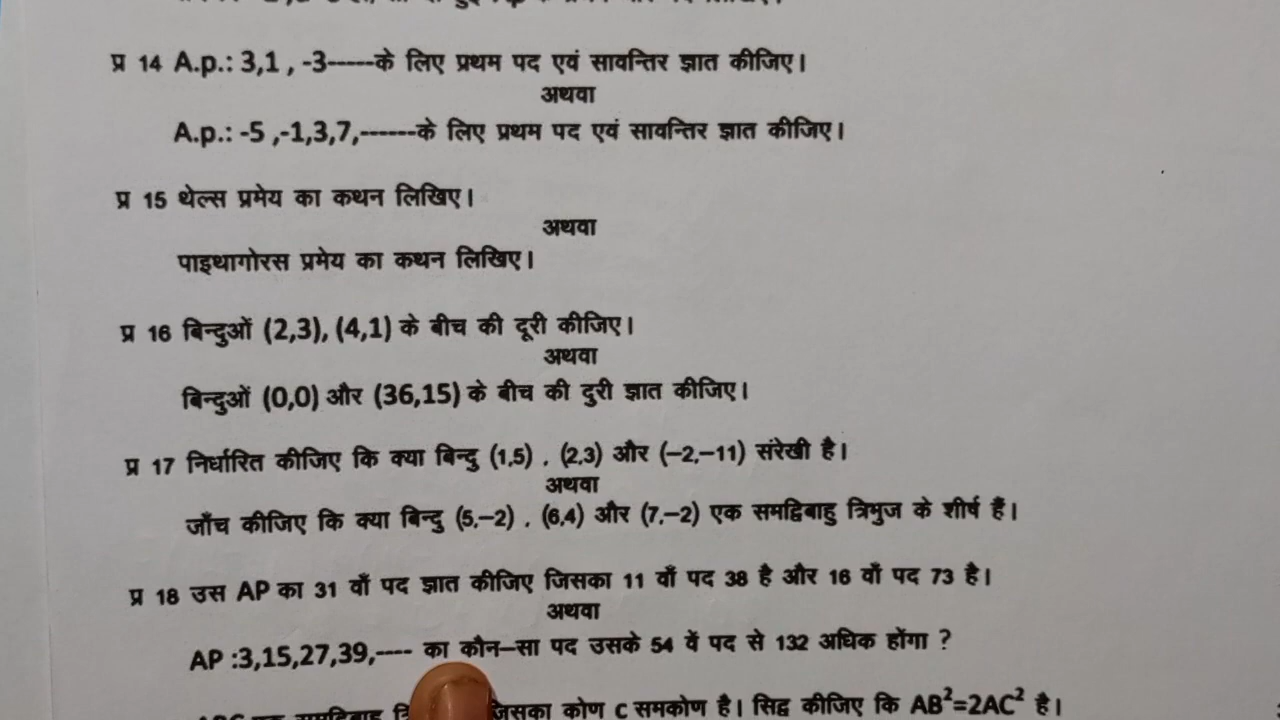 प्र 14 A.p.: 3,1 , -3-----के लिए प्रथम पद एवं सावन्तिर ज्ञात कीजिए।
अथवा
A.p.: -5 ,-1,3,7,------के लिए प्रथम पद एवं सावन्तिर ज्ञात कीजिए।
प्र 15 थेल्स प्रमेय का कथन लिखिए।
अथवा
पाइथागोरस प्रमेय का कथन लिखिए।
प्र 16 बिन्दुओं (2,3), (4,1) के बीच की दूरी कीजिए।
अथवा
बिन्दुओं (0,0) और (36,15) के बीच की दुरी ज्ञात कीजिए।
प्र 17 निर्धारित कीजिए कि क्या बिन्दु (1,5) , (2,3) और (-2,-11) संरेखी है।
अथवा
जाँच कीजिए कि क्या बिन्दु (5,-2) , (6,4) और (7,-2) एक समद्विबाहु त्रिभुज के शीर्ष हैं।
प्र 18 उस AP का 31 वाँ पद ज्ञात कीजिए जिसका 11 वाँ पद 38 है और 16 वाँ पद 73 है।
अथवा
AP :3,15,27,39,---- का कौन-सा पद उसके 54 वें पद से 132 अधिक होंगा ?
जिसका कोण C समकोण है। सिद्व कीजिए कि AB²=2AC² है।